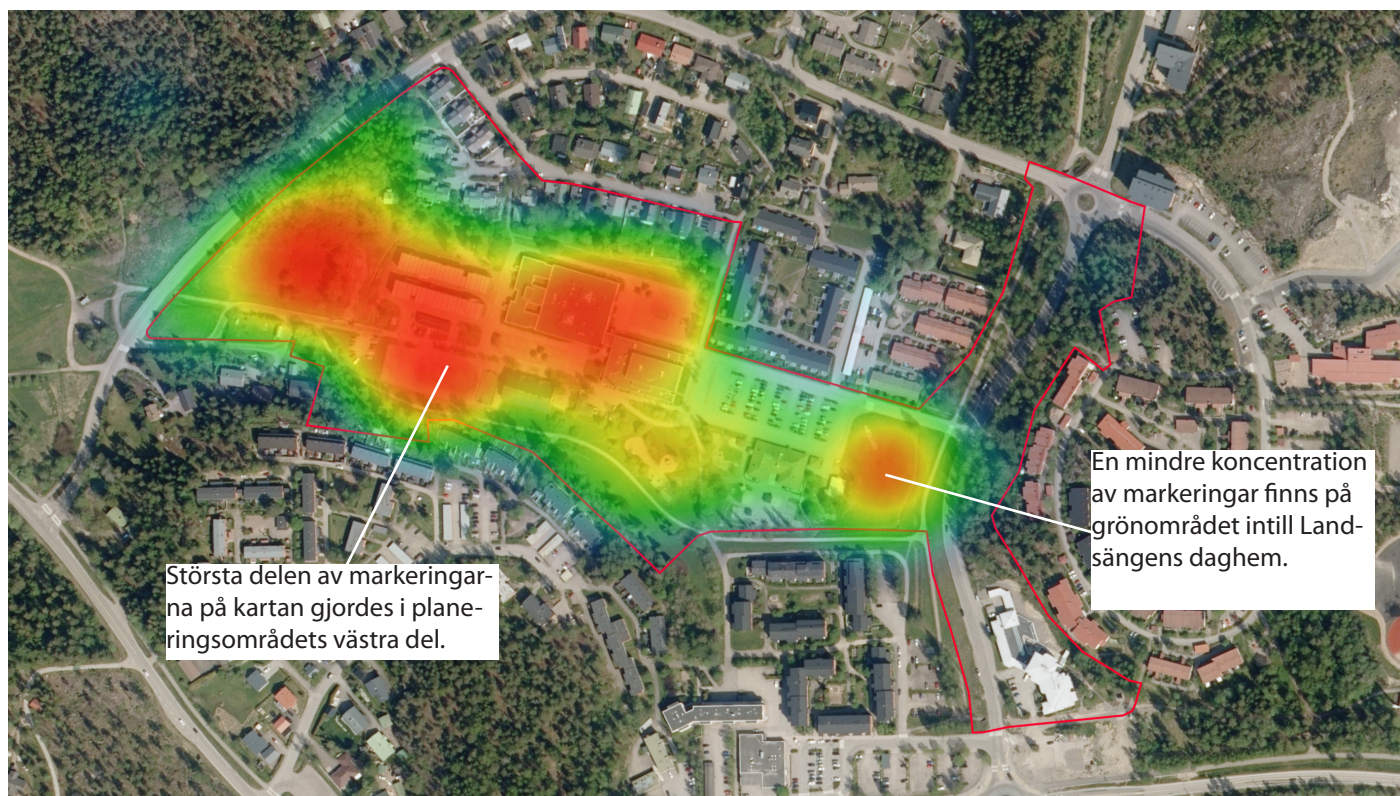 En mindre koncentration
av markeringar finns på
grönområdet intill Land-
sängens daghem.
Största delen av markeringar-
na på kartan gjordes i plane-
ringsområdets västra del.